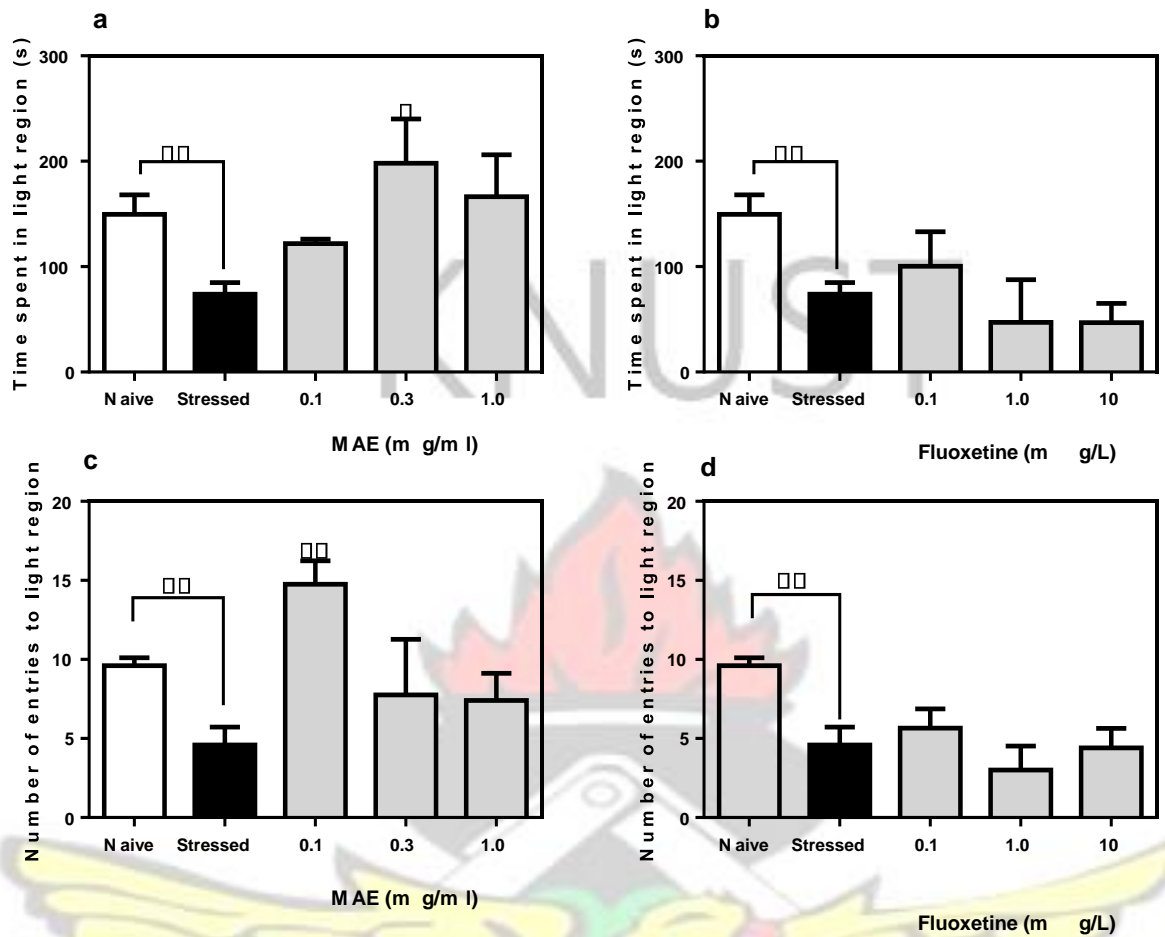 a
Time spent in light region (s)
300
200
100
0
▯▯
▯
Naive Stressed 0.1 0.3 1.0
MAE (mg/ml)
b
Time spent in light region (s)
300
200
100
0
▯▯
Naive Stressed 0.1 1.0 10
Fluoxetine (mg/L)
KNUST
c
Number of entries to light region
20
15
10
5
0
▯▯
▯▯
Naive Stressed 0.1 0.3 1.0
MAE (mg/ml)
d
Number of entries to light region
20
15
10
5
0
▯▯
Naive Stressed 0.1 1.0 10
Fluoxetine (mg/L)